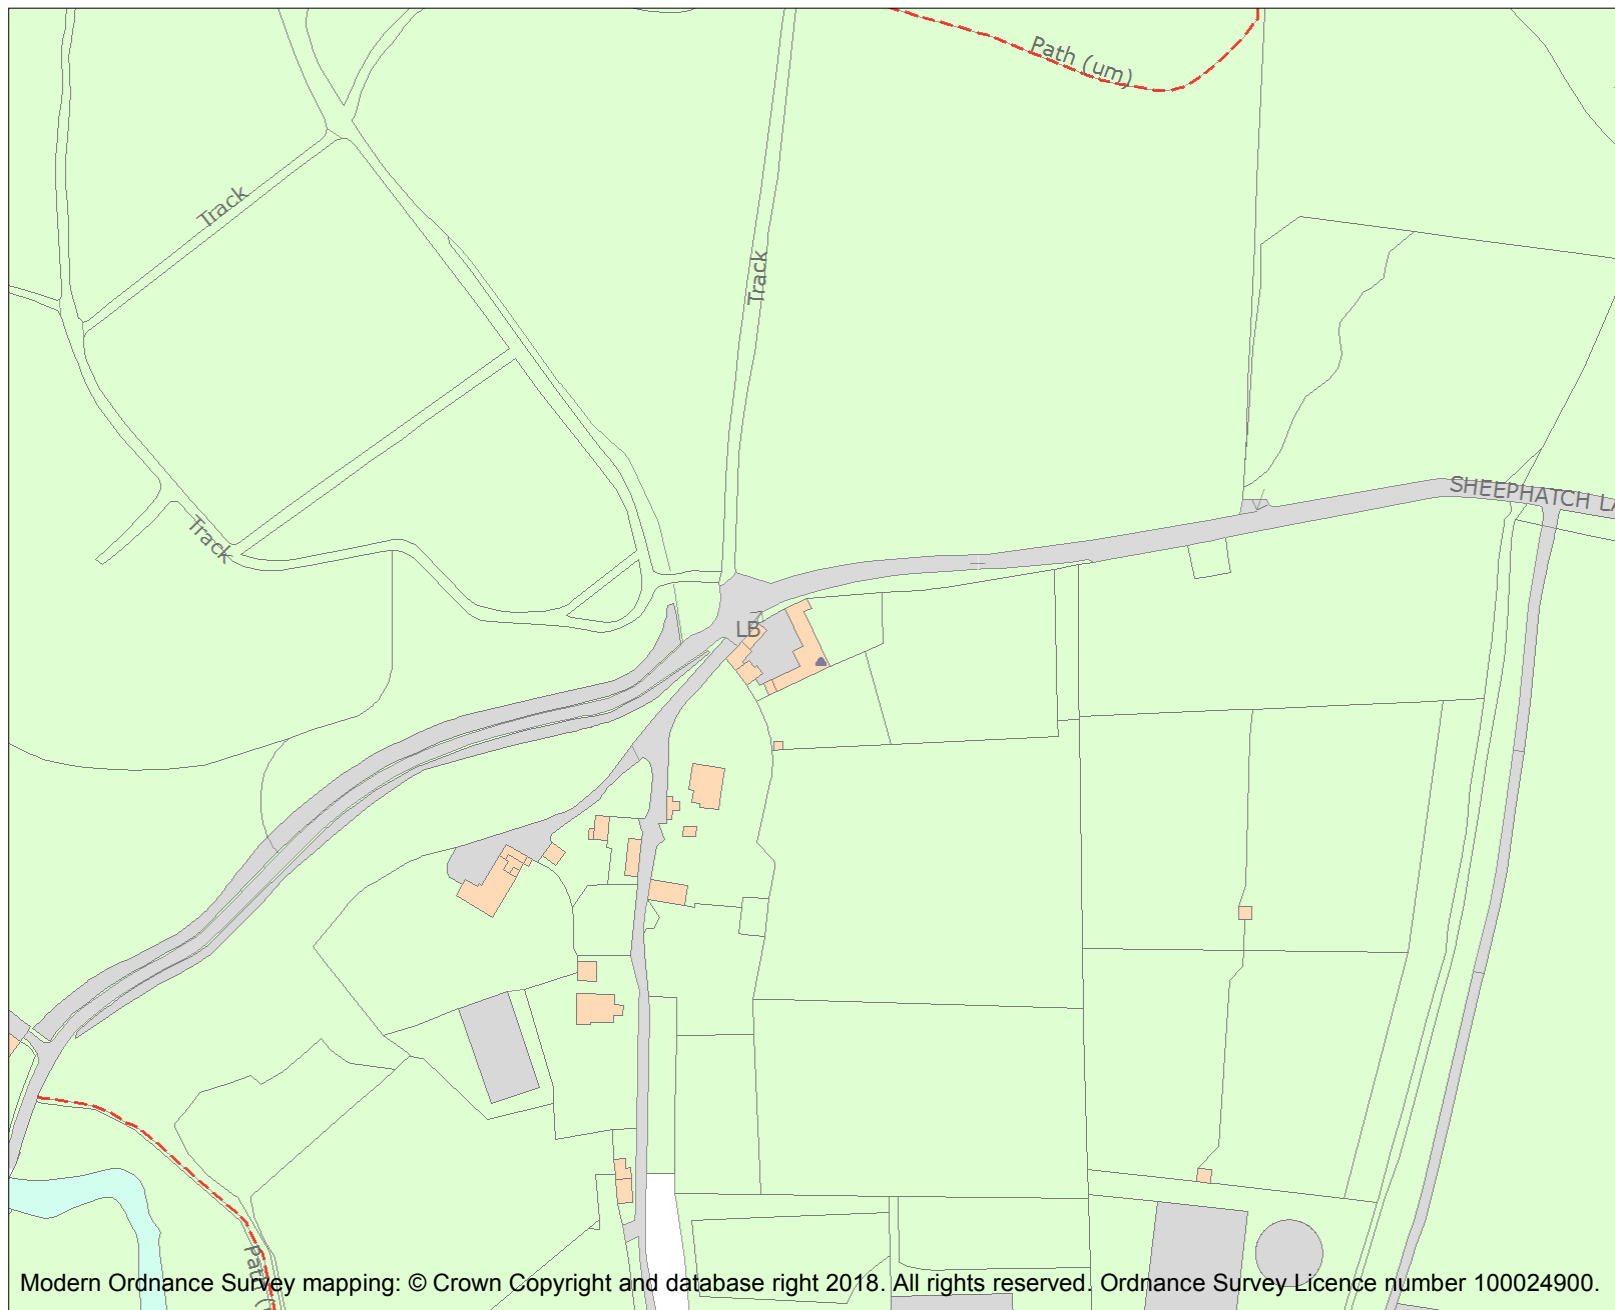 Path (um)
Track
Track
SHEEPHATCH LA
Track
LB
Path (
Modern Ordnance Survey mapping: © Crown Copyright and database right 2018. All rights reserved. Ordnance Survey Licence number 100024900.